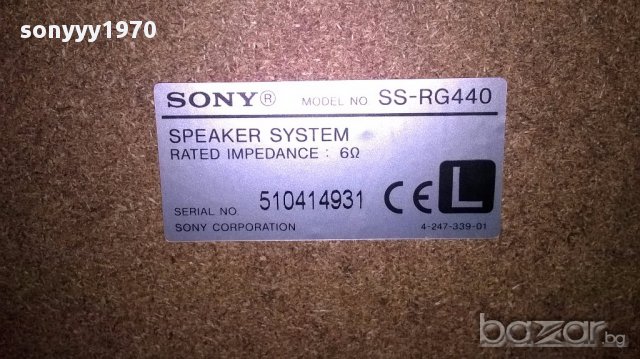 sonyyy1970
SONY® MODEL NO. SS-RG440
SPEAKER SYSTEM
RATED IMPEDANCE : 6Ω
SERIAL NO 510414931 CE L
SONY CORPORATION 4-247-339-01
bazar.bg